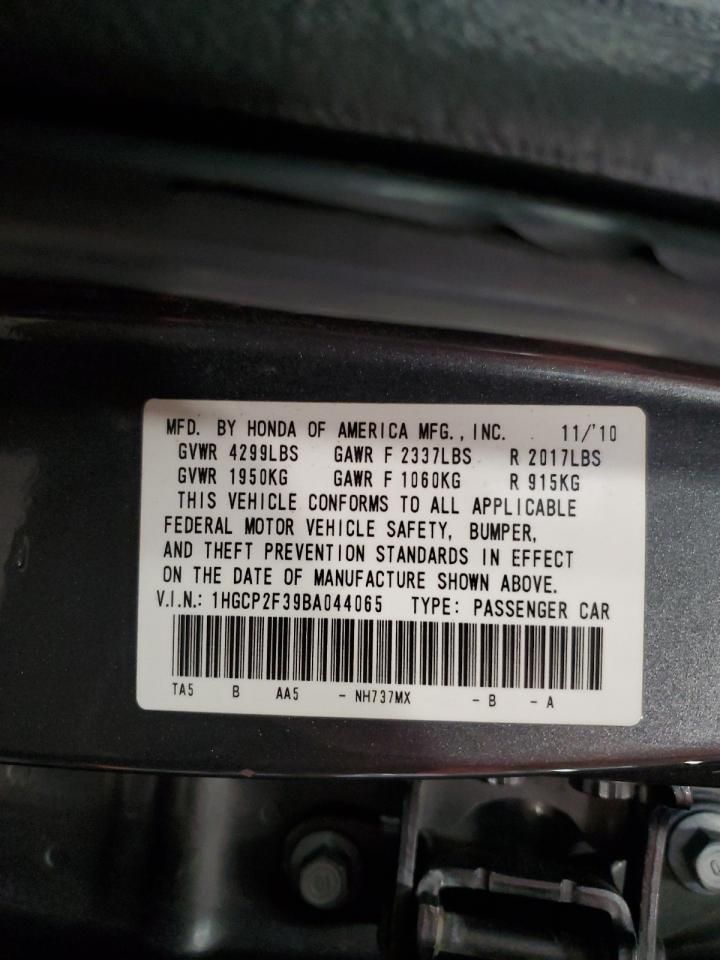 MFD. BY HONDA OF AMERICA MFG., INC. 11/'10
GVWR 4299LBS GAWR F 2337LBS R 2017LBS
GVWR 1950KG GAWR F 1060KG R 915KG
THIS VEHICLE CONFORMS TO ALL APPLICABLE
FEDERAL MOTOR VEHICLE SAFETY, BUMPER,
AND THEFT PREVENTION STANDARDS IN EFFECT
ON THE DATE OF MANUFACTURE SHOWN ABOVE.
V.I.N.: 1HGCP2F39BA044065 TYPE: PASSENGER CAR
TA5 B AA5 - NH737MX - B - A